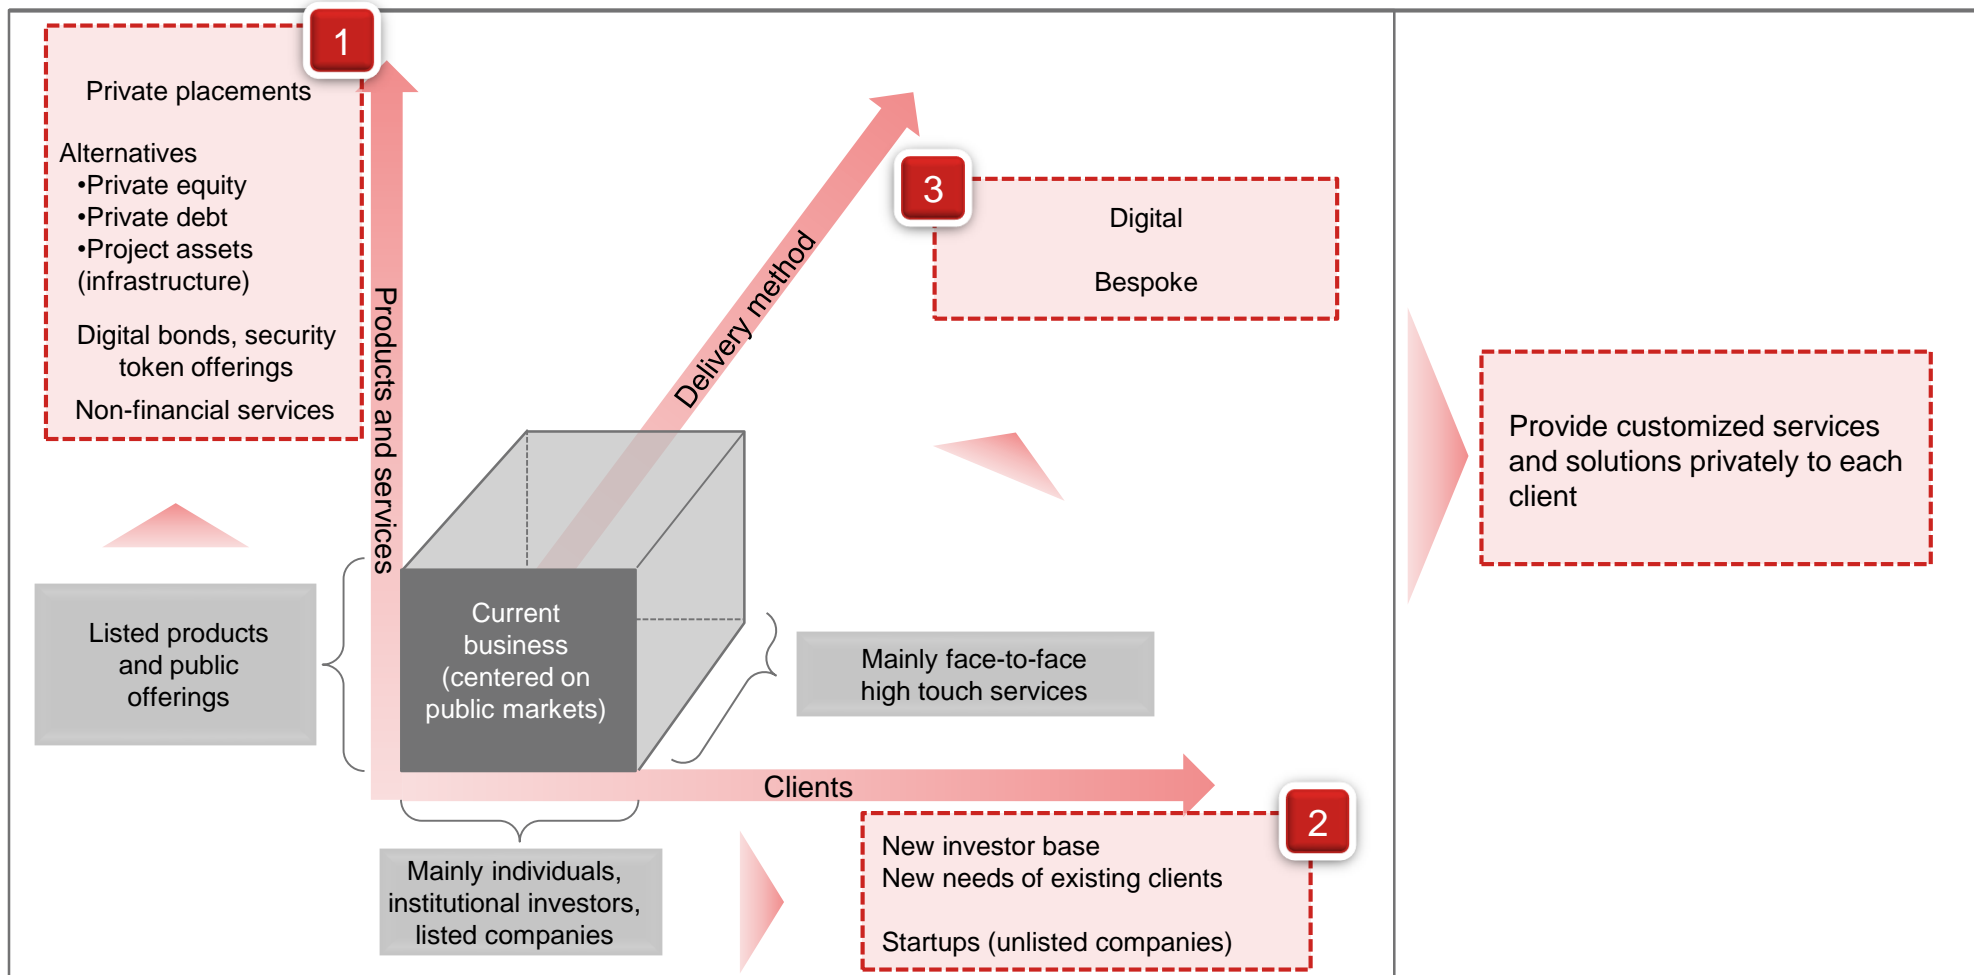 1
Private placements
Alternatives
•Private equity
•Private debt
•Project assets
(infrastructure)
Digital bonds, security
token offerings
Non-financial services
Products and services
Delivery method
3
Digital
Bespoke
Provide customized services
and solutions privately to each
client
Listed products
and public
offerings
Current
business
(centered on
public markets)
Mainly face-to-face
high touch services
Clients
2
Mainly individuals,
institutional investors,
listed companies
New investor base
New needs of existing clients
Startups (unlisted companies)